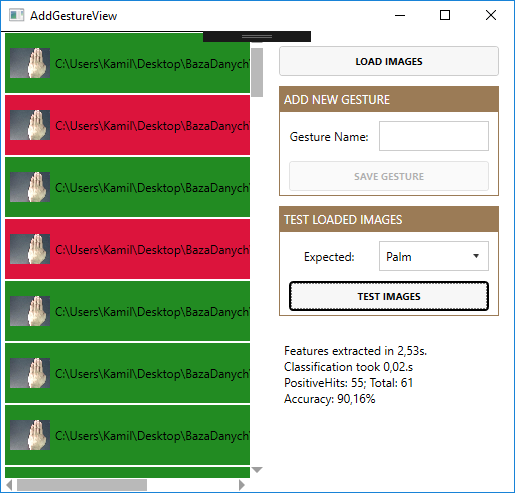 AddGestureView
C:\Users\Kamil\Desktop\BazaDanych\
C:\Users\Kamil\Desktop\BazaDanych\
C:\Users\Kamil\Desktop\BazaDanych\
C:\Users\Kamil\Desktop\BazaDanych\
C:\Users\Kamil\Desktop\BazaDanych\
C:\Users\Kamil\Desktop\BazaDanych\
C:\Users\Kamil\Desktop\BazaDanych\
LOAD IMAGES
ADD NEW GESTURE
Gesture Name:
SAVE GESTURE
TEST LOADED IMAGES
Expected: Palm
TEST IMAGES
Features extracted in 2,53s.
Classification took 0,02.s
PositiveHits: 55; Total: 61
Accuracy: 90,16%